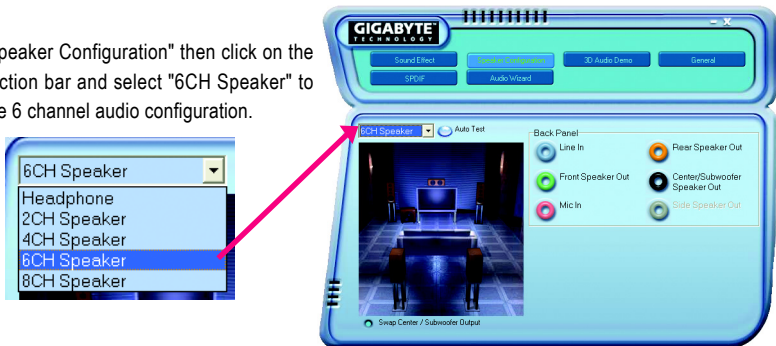 peaker Configuration" then click on the
ction bar and select "6CH Speaker" to
e 6 channel audio configuration.
6CH Speaker
Headphone
2CH Speaker
4CH Speaker
6CH Speaker
8CH Speaker
GIGABYTE
TECHNOLOGY
Sound Effect
Speaker Configuration
3D Audio Demo
General
SPDIF
Audio Wizard
6CH Speaker
Auto Test
Back Panel
Line In
Rear Speaker Out
Front Speaker Out
Center/Subwoofer
Speaker Out
Mic In
Side Speaker Out
Swap Center / Subwoofer Output